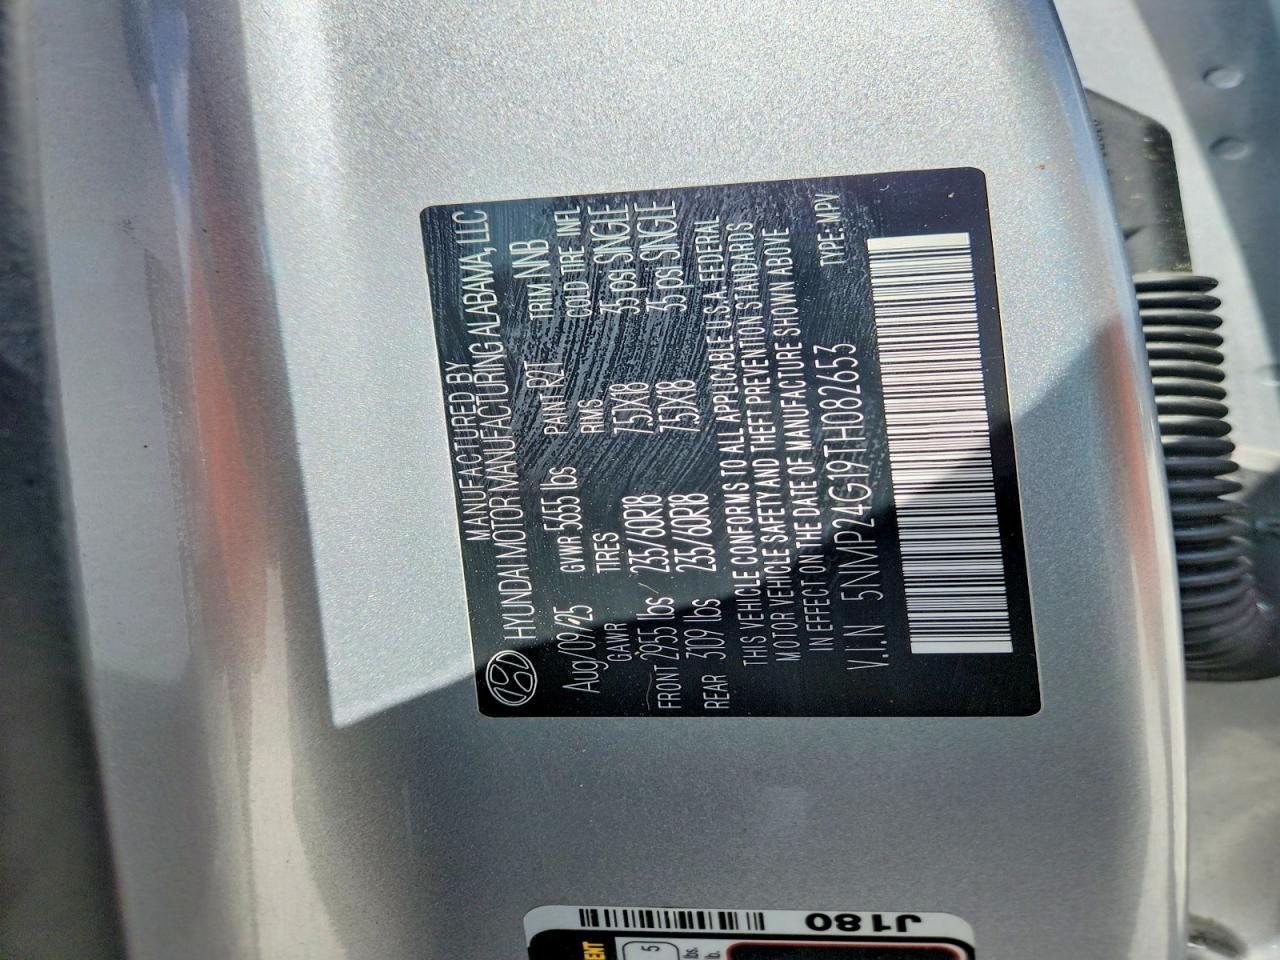 MANUFACTURED BY
HYUNDAI MOTOR MANUFACTURING ALABAMA, LLC
Aug/09/25 GVWR 5655 lbs PAINT R2T TRIM NNB
GAWR TIRES RIMS COLD TIRE INFL
FRONT 2955 lbs 235/60R18 7.5JX18 35 psi SINGLE
REAR 3109 lbs 235/60R18 7.5JX18 35 psi SINGLE
THIS VEHICLE CONFORMS TO ALL APPLICABLE U.S.A. FEDERAL
MOTOR VEHICLE SAFETY AND THEFT PREVENTION STANDARDS
IN EFFECT ON THE DATE OF MANUFACTURE SHOWN ABOVE
V.I.N 5NMP24G19TH082653 TYPE: MPV
J180
5
lbs.
lb.